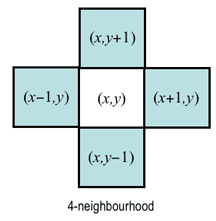 (x,y+1)
(x−1,y) (x,y) (x+1,y)
(x,y−1)
4-neighbourhood